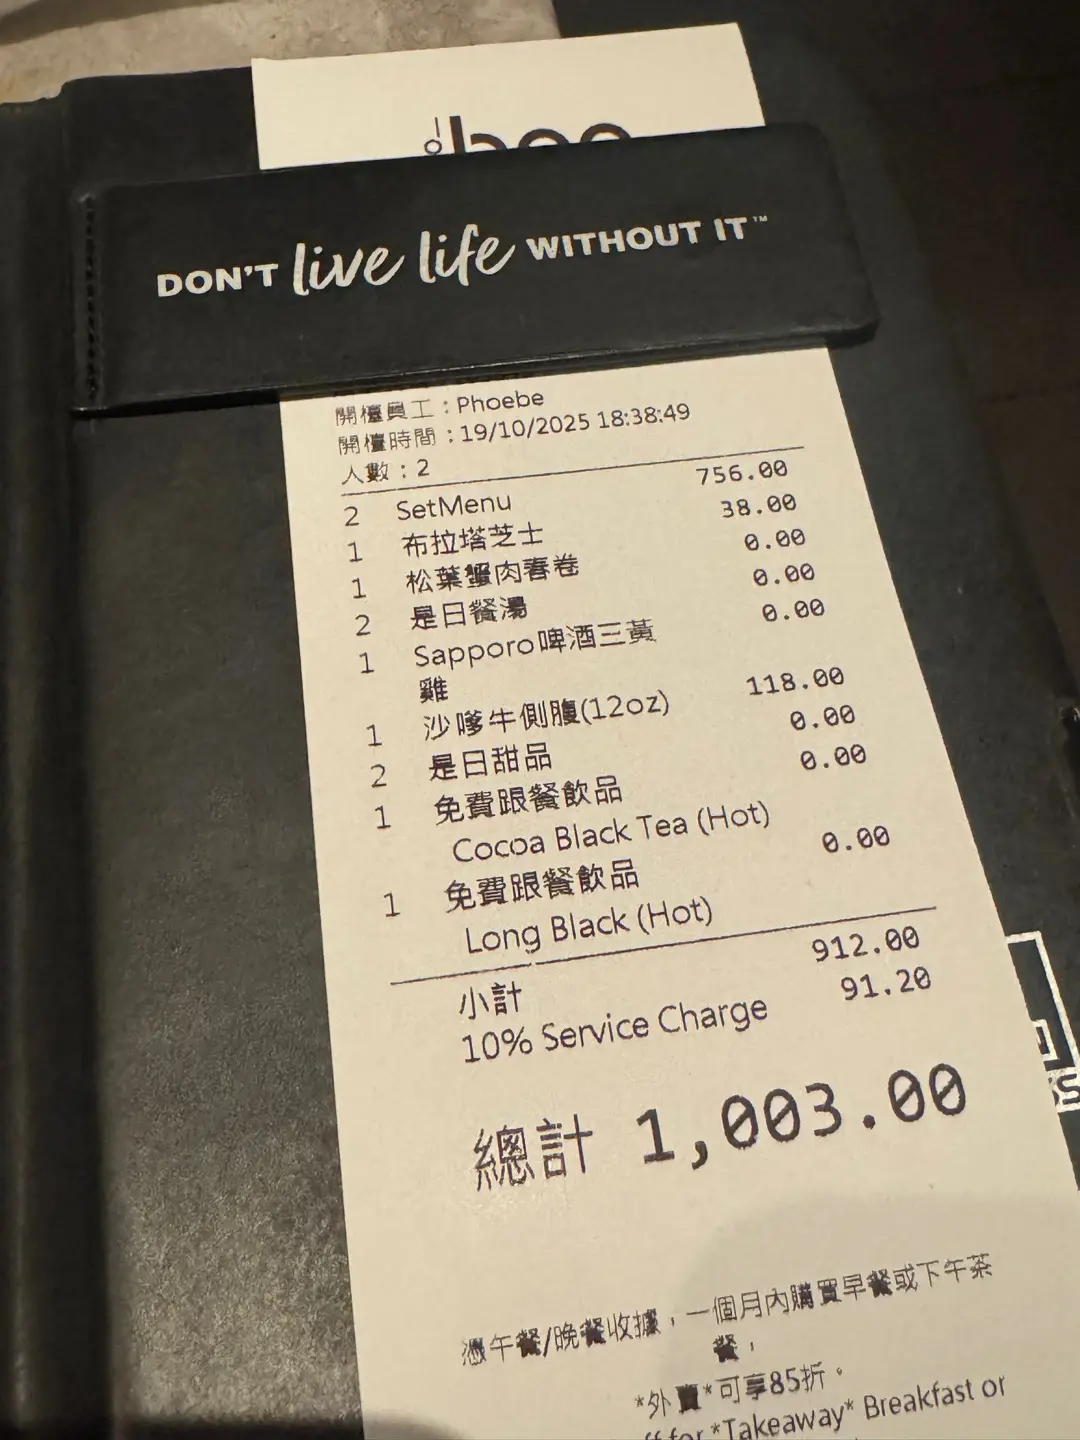 DON'T live life WITHOUT IT™
開檯員工：Phoebe
開檯時間：19/10/2025 18:38:49
人數：2
2 SetMenu 756.00
1 布拉塔芝士 38.00
1 松葉蟹肉春卷 0.00
2 是日餐湯 0.00
1 Sapporo啤酒三黃 0.00
雞
1 沙嗲牛側腹(12oz) 118.00
2 是日甜品 0.00
1 免費跟餐飲品 0.00
Cocoa Black Tea (Hot)
1 免費跟餐飲品 0.00
Long Black (Hot)
小計 912.00
10% Service Charge 91.20
總計 1,003.00
憑午餐/晚餐收據，一個月內購買早餐或下午茶
餐，
*外賣*可享85折。
for *Takeaway* Breakfast or